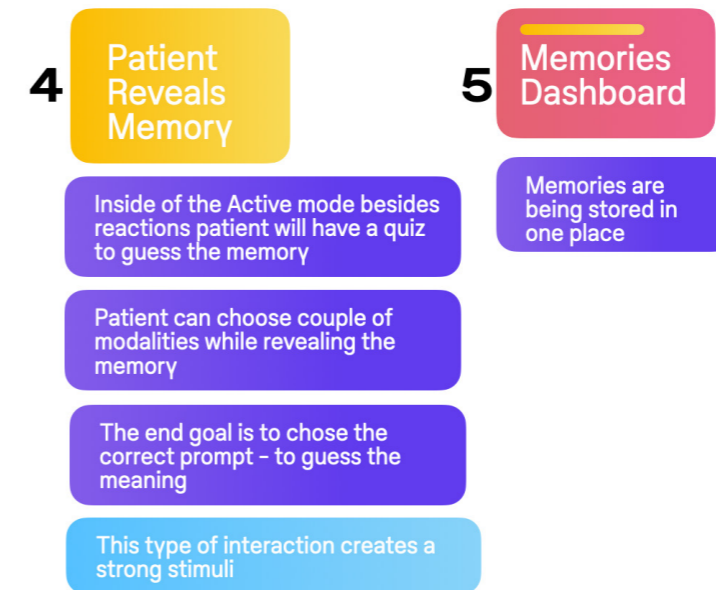 4
Patient
Reveals
Memory
Inside of the Active mode besides
reactions patient will have a quiz
to guess the memory
Patient can choose couple of
modalities while revealing the
memory
The end goal is to chose the
correct prompt - to guess the
meaning
This type of interaction creates a
strong stimuli
5
Memories
Dashboard
Memories are
being stored in
one place